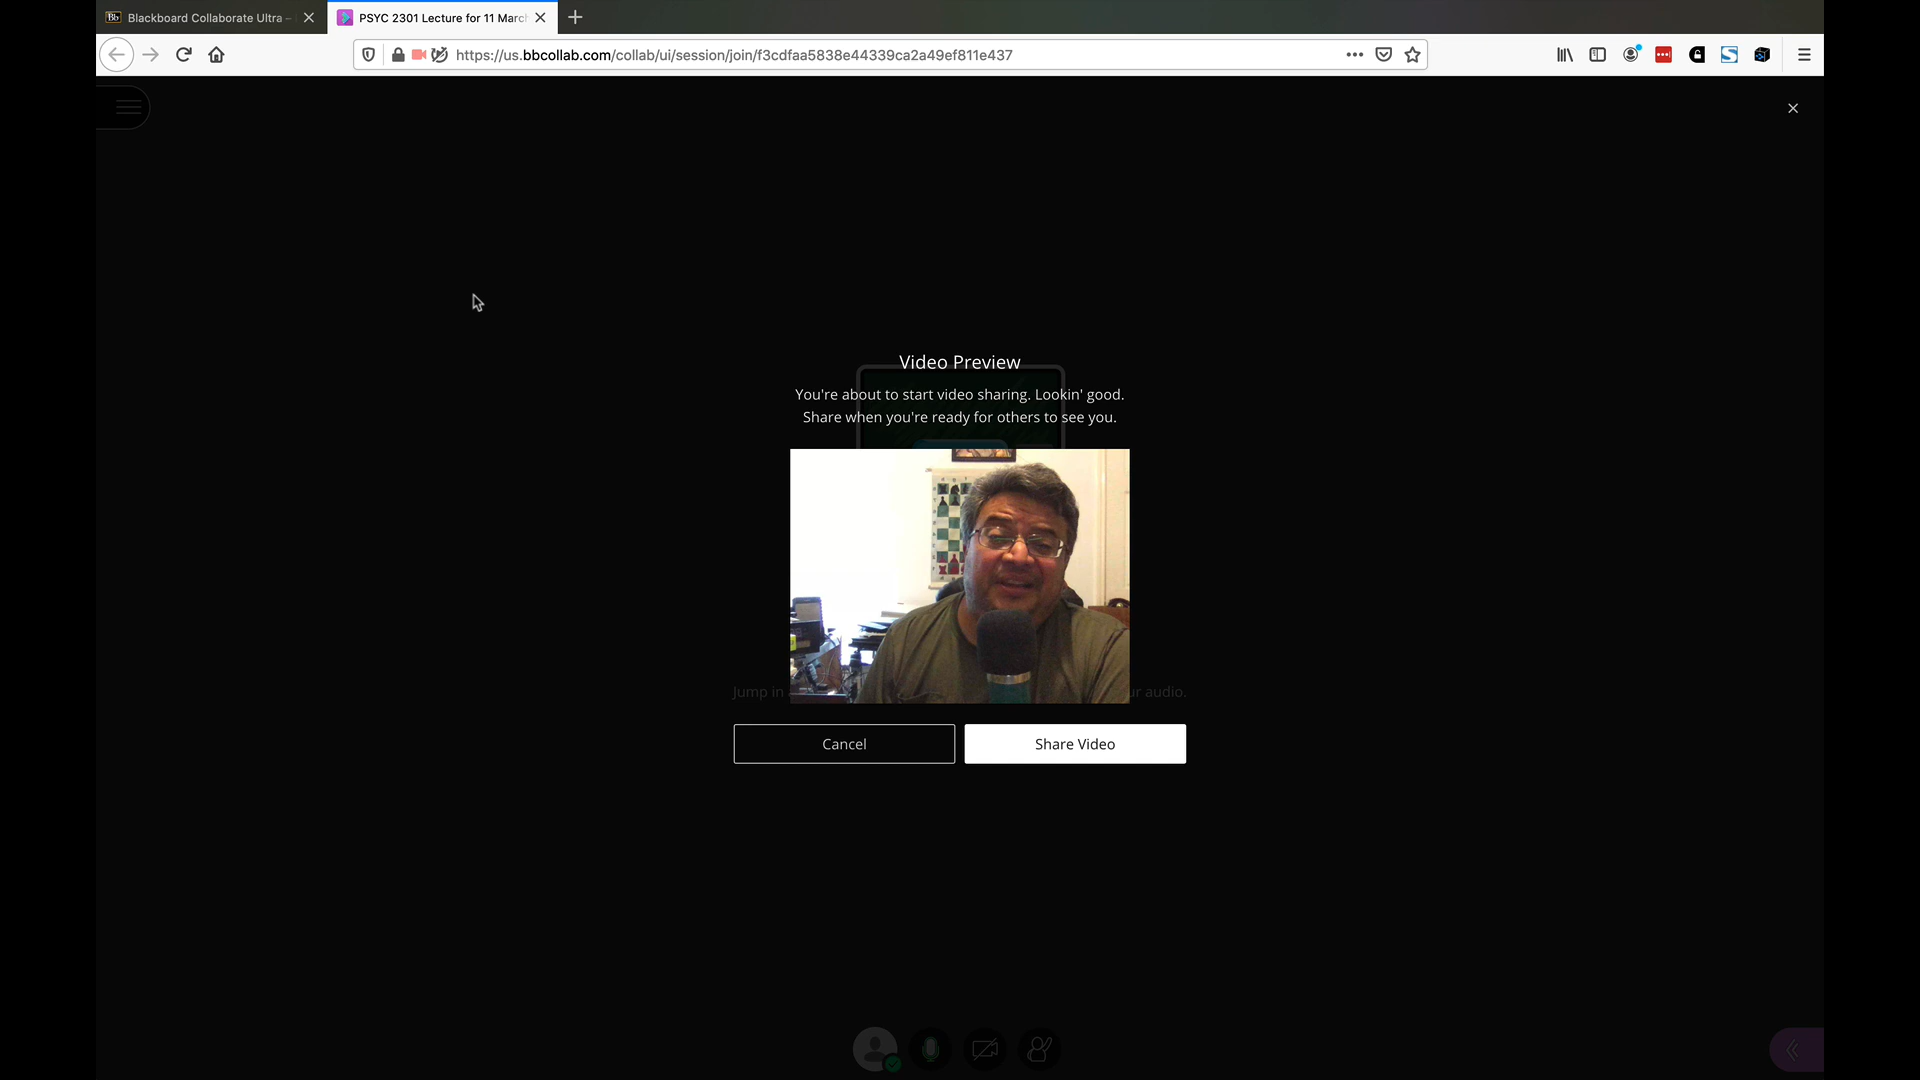 Blackboard Collaborate Ultra –
PSYC 2301 Lecture for 11 March
https://us.bbcollab.com/collab/ui/session/join/f3cdfaa5838e44339ca2a49ef811e437
Video Preview
You're about to start video sharing. Lookin' good.
Share when you're ready for others to see you.
Jump in
ur audio.
Cancel
Share Video